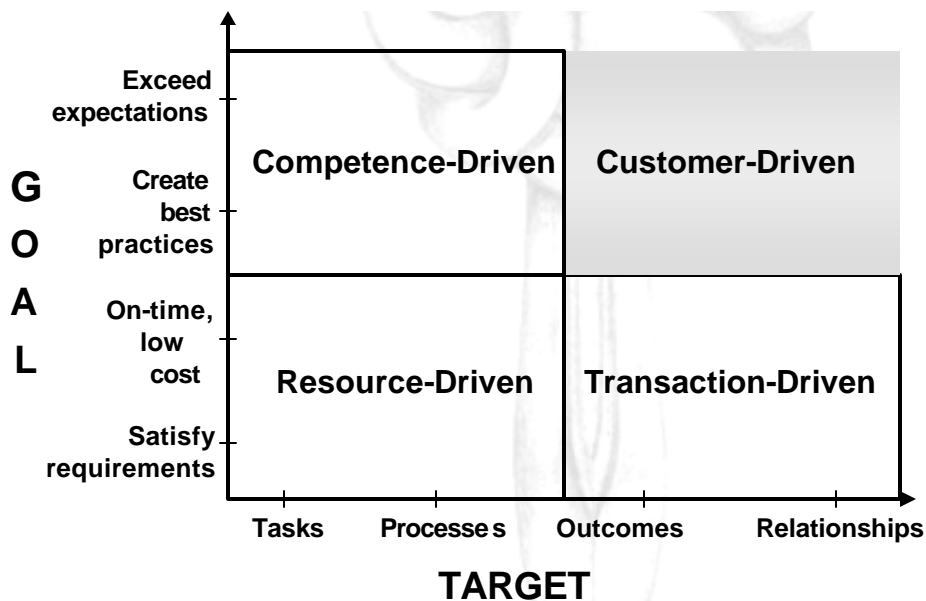 Exceed
expectations
Competence-Driven
Customer-Driven
G
O
A
L
Create
best
practices
On-time,
low
cost
Resource-Driven
Transaction-Driven
Satisfy
requirements
Tasks
Processes
Outcomes
Relationships
TARGET